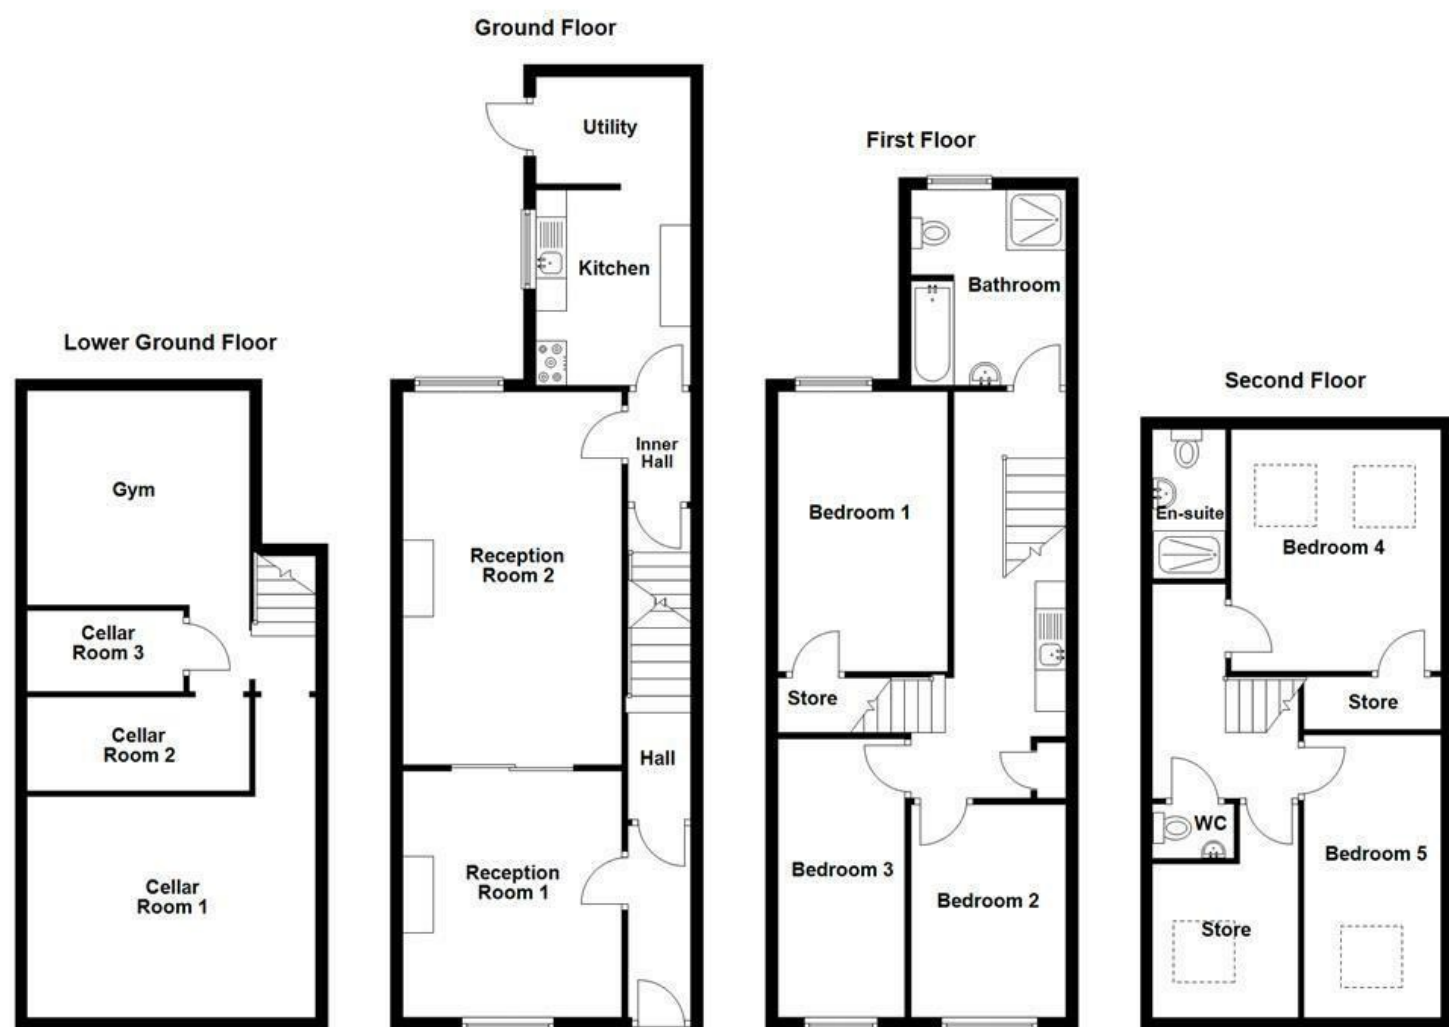 Lower Ground Floor
Gym
Cellar
Room 3
Cellar
Room 2
Cellar
Room 1
Ground Floor
Utility
Kitchen
Inner
Hall
Reception
Room 2
Hall
Reception
Room 1
First Floor
Bathroom
Bedroom 1
Store
Bedroom 3
Bedroom 2
Second Floor
En-suite
Bedroom 4
Store
WC
Bedroom 5
Store